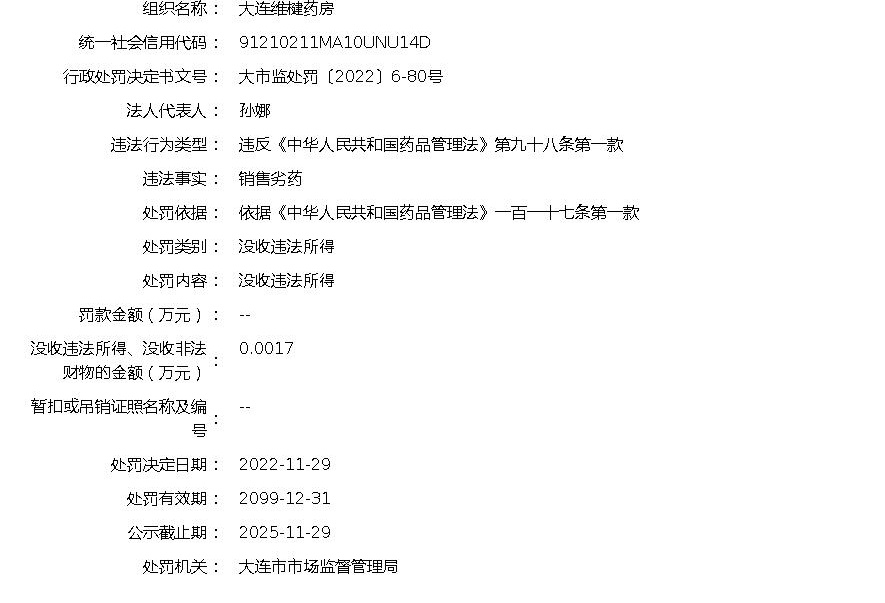 组织名称： 大连维楗药房
统一社会信用代码： 91210211MA10UNU14D
行政处罚决定书文号： 大市监处罚〔2022〕6-80号
法人代表人： 孙娜
违法行为类型： 违反《中华人民共和国药品管理法》第九十八条第一款
违法事实： 销售劣药
处罚依据： 依据《中华人民共和国药品管理法》一百一十七条第一款
处罚类别： 没收违法所得
处罚内容： 没收违法所得
罚款金额（万元）： --
没收违法所得、没收非法
财物的金额（万元）： 0.0017
暂扣或吊销证照名称及编
号： --
处罚决定日期： 2022-11-29
处罚有效期： 2099-12-31
公示截止期： 2025-11-29
处罚机关： 大连市市场监督管理局